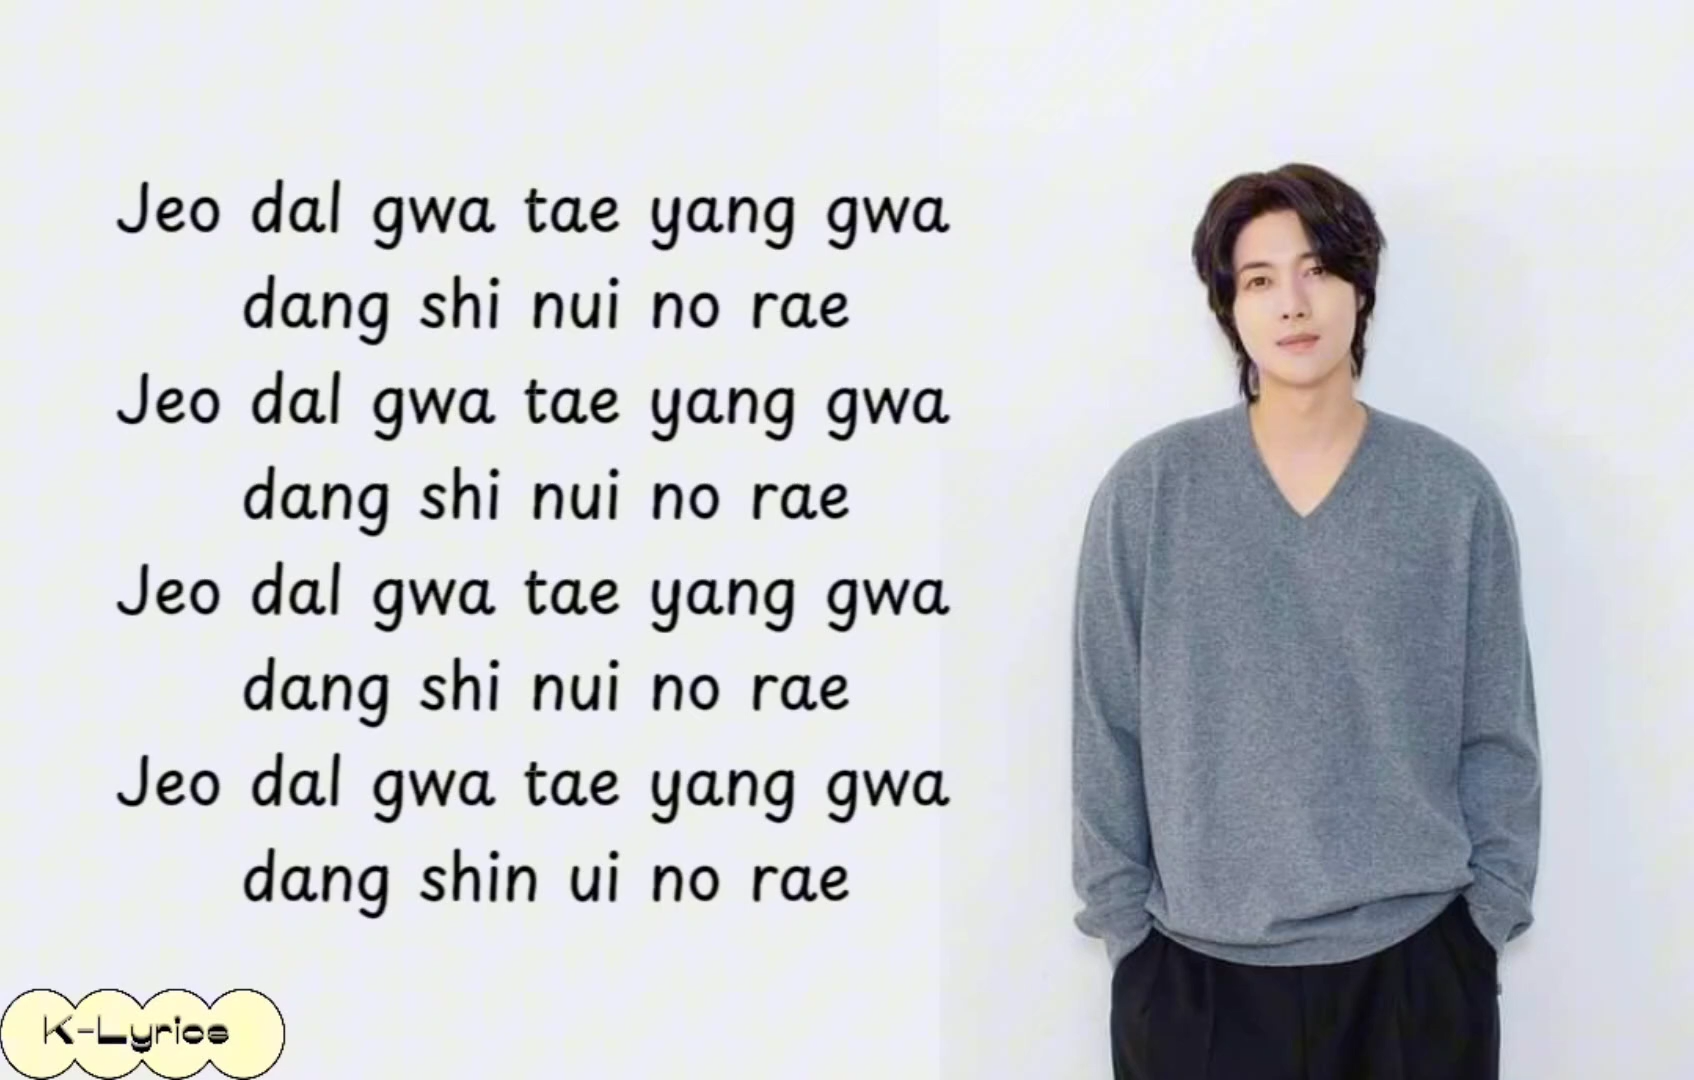 Jeo dal gwa tae yang gwa
dang shi nui no rae
Jeo dal gwa tae yang gwa
dang shi nui no rae
Jeo dal gwa tae yang gwa
dang shi nui no rae
Jeo dal gwa tae yang gwa
dang shin ui no rae
K-Lyrics